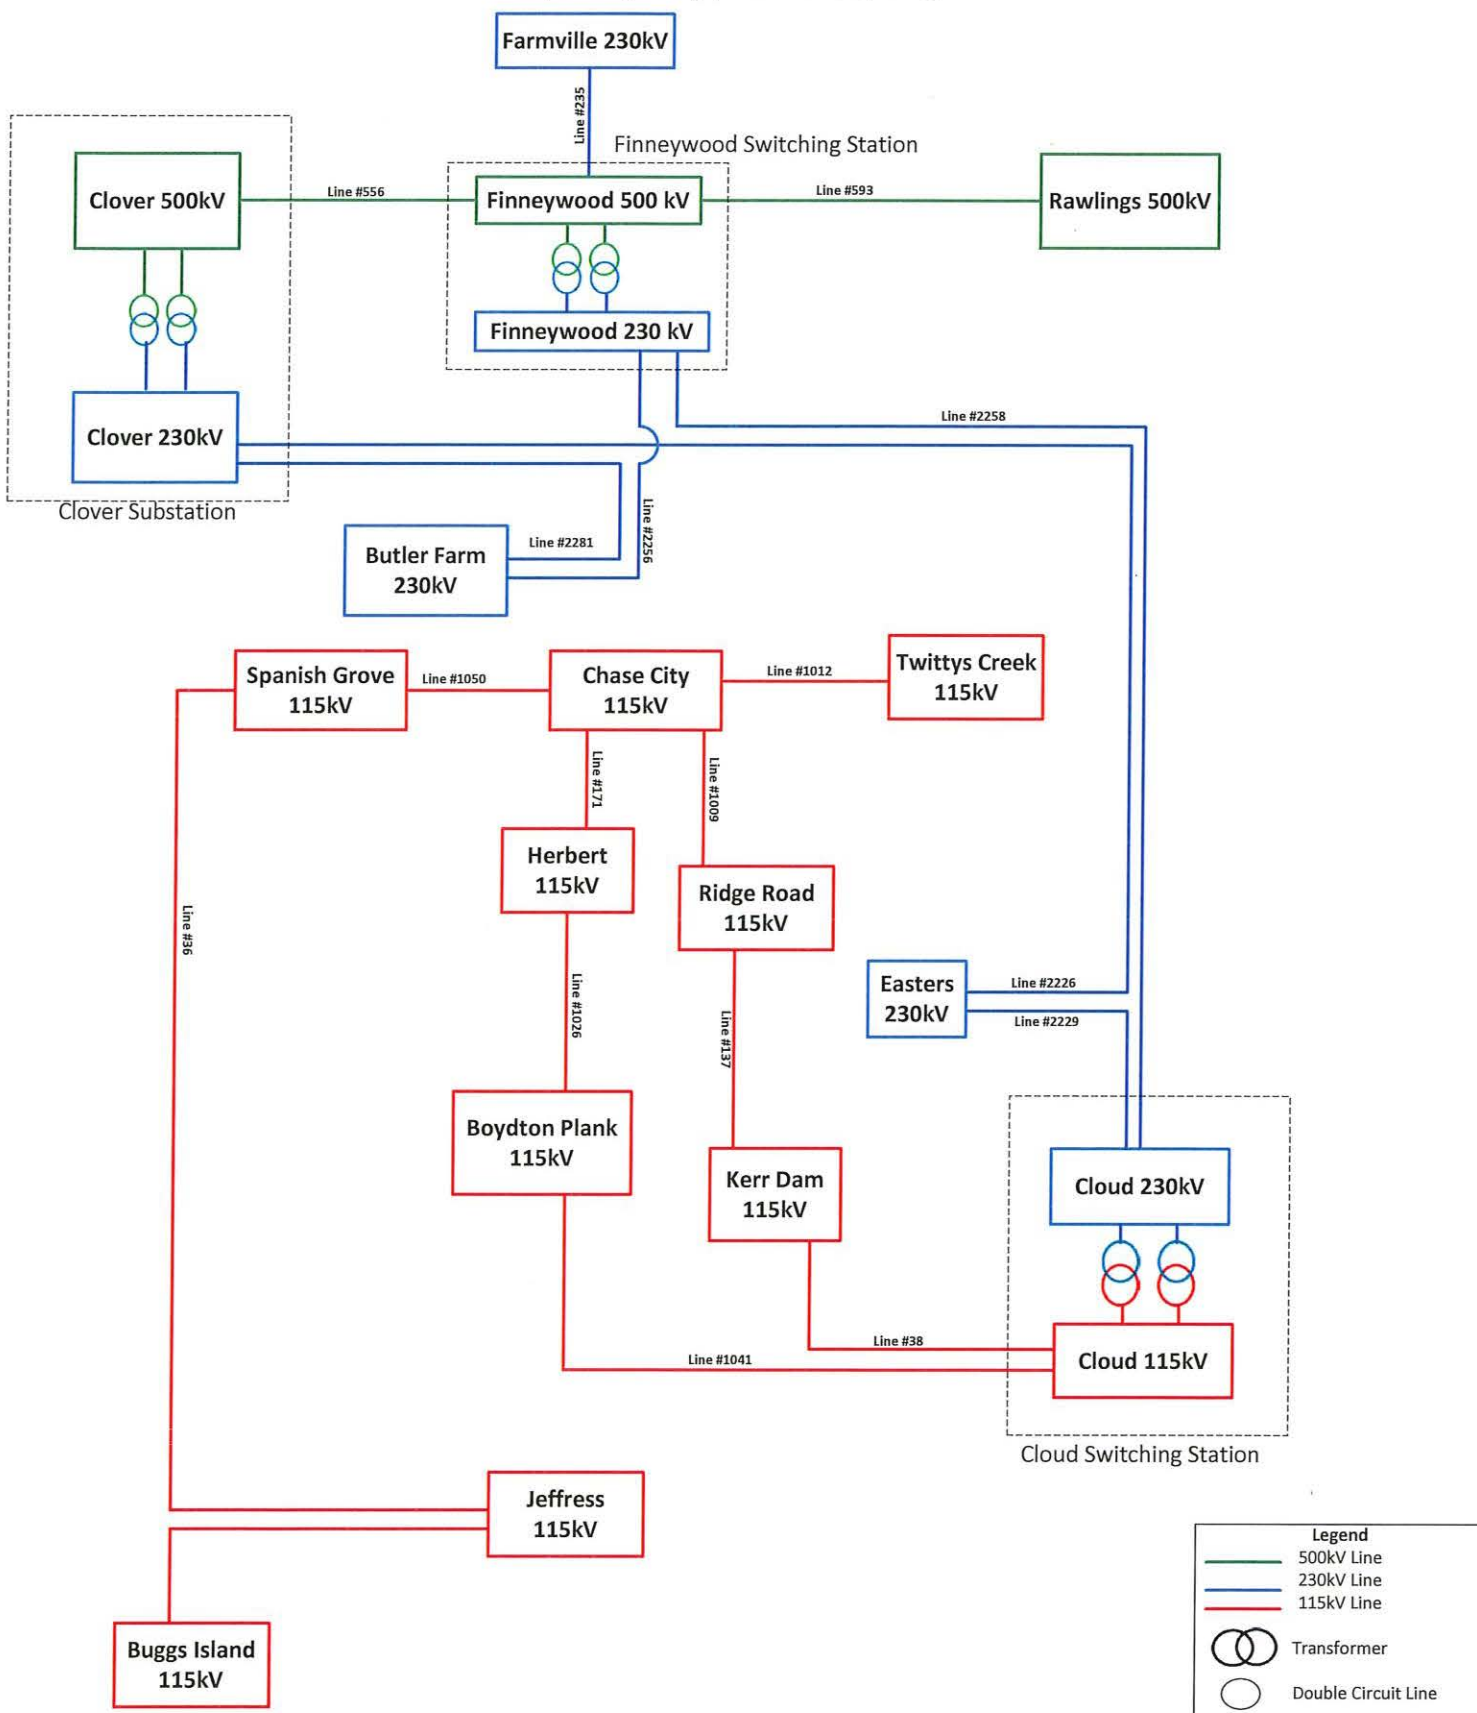 Farmville 230kV
Line #235
Finneywood Switching Station
Clover 500kV
Line #556
Finneywood 500 kV
Line #593
Rawlings 500kV
Finneywood 230 kV
Clover 230kV
Line #2258
Clover Substation
Line #2256
Butler Farm
230kV
Line #2281
Spanish Grove
115kV
Line #1050
Chase City
115kV
Line #1012
Twittys Creek
115kV
Line #171
Line #1009
Herbert
115kV
Ridge Road
115kV
Line #36
Line #1026
Line #137
Easters
230kV
Line #2226
Line #2229
Boydton Plank
115kV
Kerr Dam
115kV
Cloud 230kV
Line #38
Line #1041
Cloud 115kV
Cloud Switching Station
Jeffress
115kV
Buggs Island
115kV
Legend
500kV Line
230kV Line
115kV Line
Transformer
Double Circuit Line